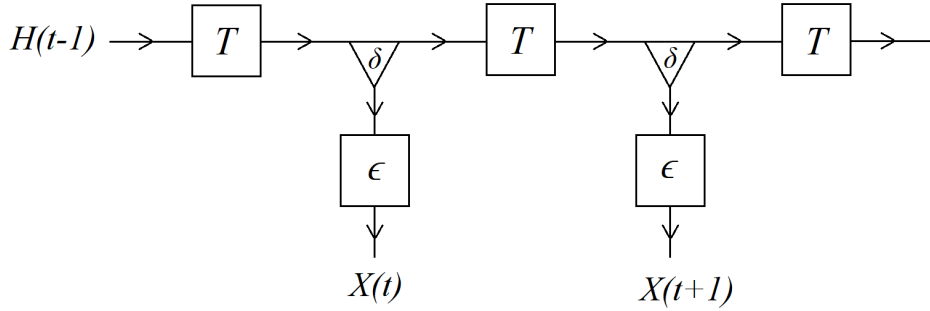 H(t-1) T T T
δ δ
ϵ ϵ
X(t) X(t+1)